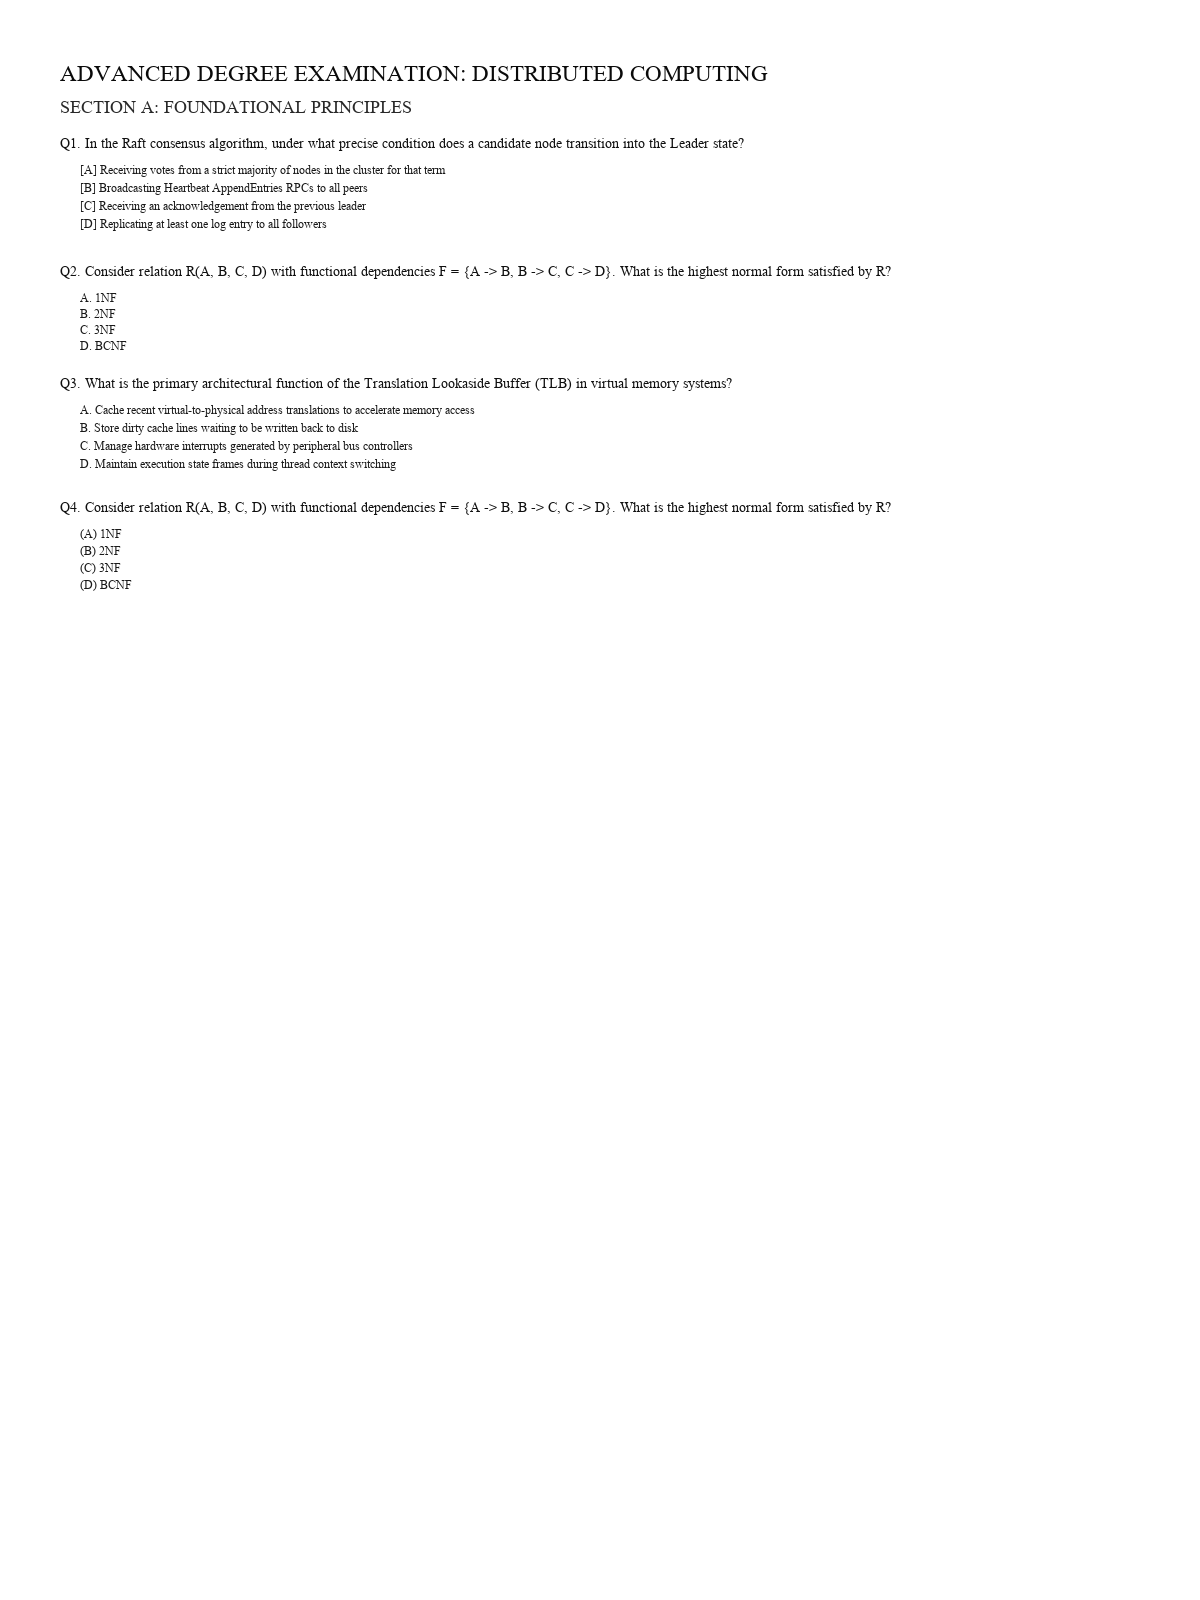 ADVANCED DEGREE EXAMINATION: DISTRIBUTED COMPUTING
SECTION A: FOUNDATIONAL PRINCIPLES
Q1. In the Raft consensus algorithm, under what precise condition does a candidate node transition into the Leader state?
[A] Receiving votes from a strict majority of nodes in the cluster for that term
[B] Broadcasting Heartbeat AppendEntries RPCs to all peers
[C] Receiving an acknowledgement from the previous leader
[D] Replicating at least one log entry to all followers
Q2. Consider relation R(A, B, C, D) with functional dependencies F = {A -> B, B -> C, C -> D}. What is the highest normal form satisfied by R?
A. 1NF
B. 2NF
C. 3NF
D. BCNF
Q3. What is the primary architectural function of the Translation Lookaside Buffer (TLB) in virtual memory systems?
A. Cache recent virtual-to-physical address translations to accelerate memory access
B. Store dirty cache lines waiting to be written back to disk
C. Manage hardware interrupts generated by peripheral bus controllers
D. Maintain execution state frames during thread context switching
Q4. Consider relation R(A, B, C, D) with functional dependencies F = {A -> B, B -> C, C -> D}. What is the highest normal form satisfied by R?
(A) 1NF
(B) 2NF
(C) 3NF
(D) BCNF